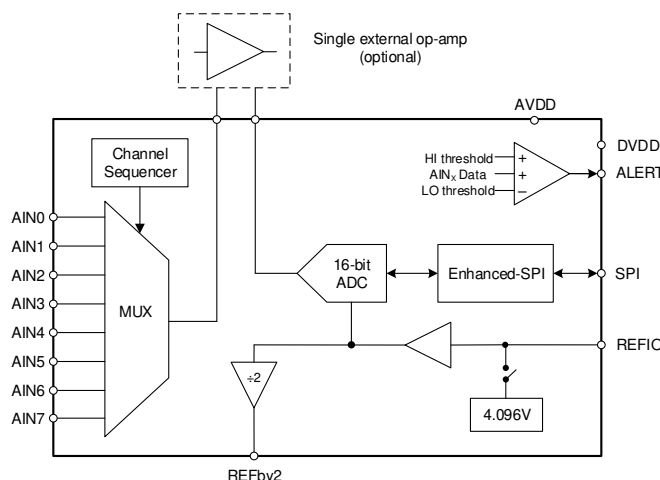 Single external op-amp
(optional)
AVDD
DVDD
Channel
Sequencer
HI threshold
AINx Data
LO threshold
+
+
−
ALERT
AIN0
AIN1
AIN2
AIN3
AIN4
AIN5
AIN6
AIN7
MUX
16-bit
ADC
Enhanced-SPI
SPI
REFIO
÷2
4.096V
REFby2